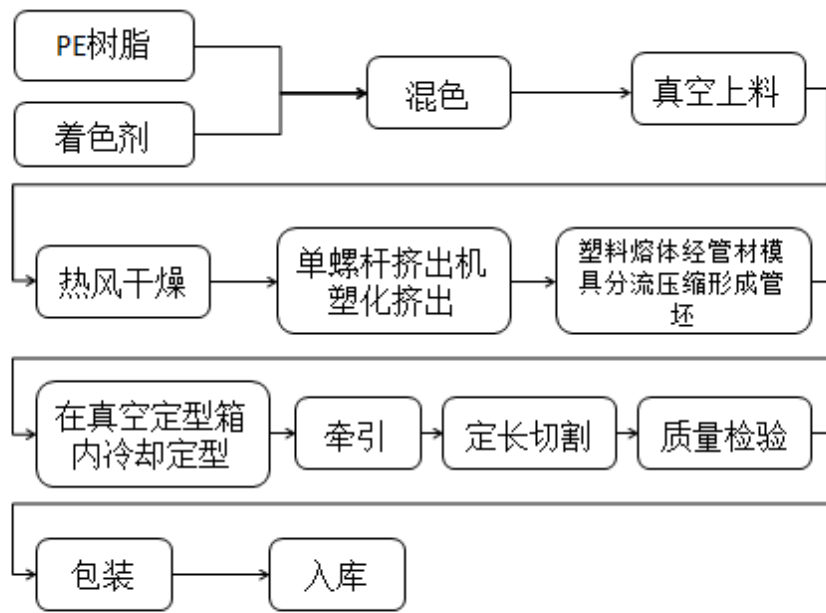 PE树脂
着色剂
混色
真空上料
热风干燥
单螺杆挤出机
塑化挤出
塑料熔体经管材模
具分流压缩形成管
坯
在真空定型箱
内冷却定型
牵引
定长切割
质量检验
包装
入库